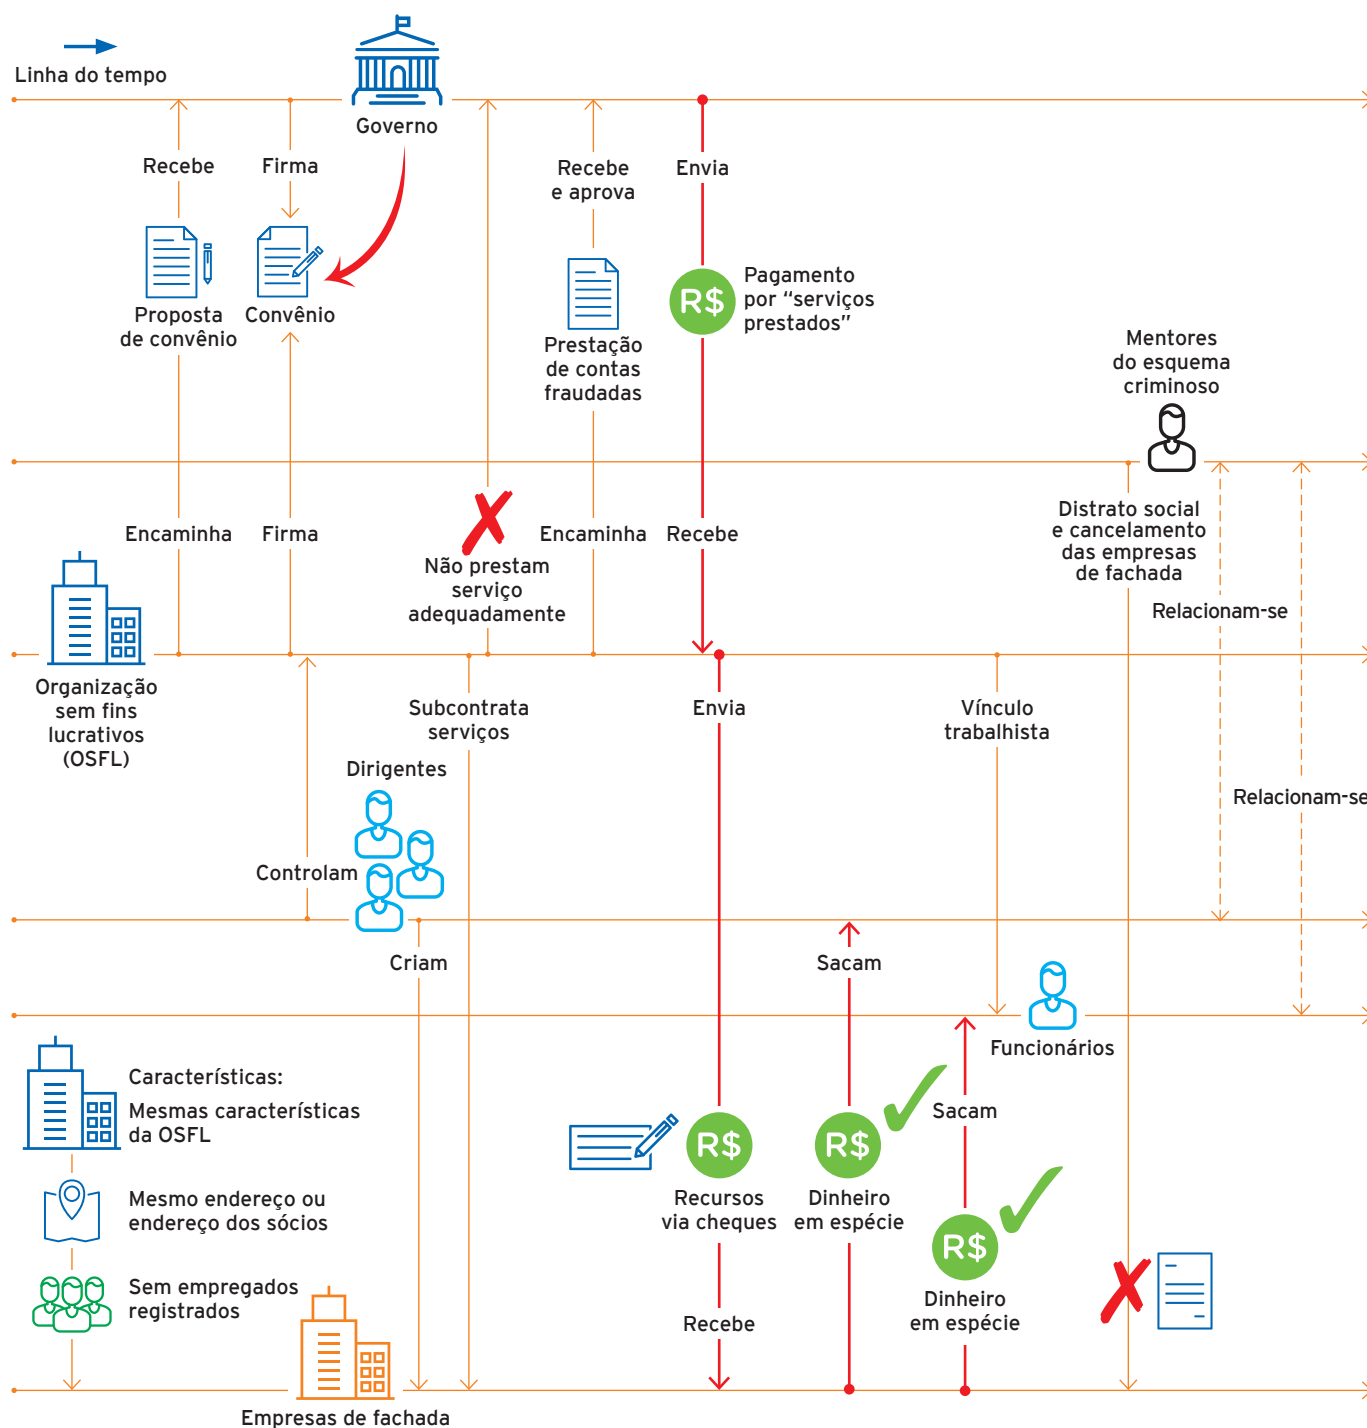 Linha do tempo
Governo
Recebe
Firma
Recebe
e aprova
Envia
Proposta
de convênio
Convênio
Prestação
de contas
fraudadas
R$
Pagamento
por “serviços
prestados”
Mentores
do esquema
criminoso
Encaminha
Firma
Não prestam
serviço
adequadamente
Encaminha
Recebe
Distrato social
e cancelamento
das empresas
de fachada
Relacionam-se
Organização
sem fins
lucrativos
(OSFL)
Subcontrata
serviços
Envia
Vínculo
trabalhista
Dirigentes
Relacionam-se
Controlam
Criam
Sacam
Funcionários
Características:
Mesmas características
da OSFL
Mesmo endereço ou
endereço dos sócios
Sem empregados
registrados
R$
Recursos
via cheques
R$
Dinheiro
em espécie
Sacam
R$
Dinheiro
em espécie
Recebe
Empresas de fachada